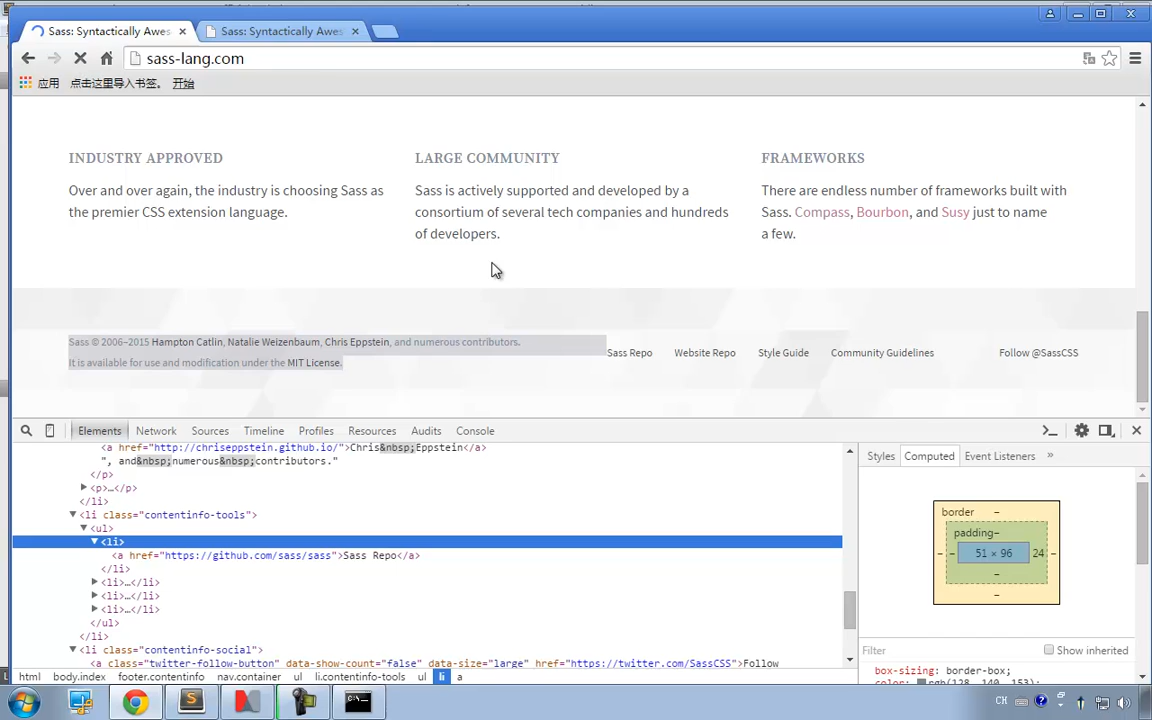 Sass: Syntactically Awes
Sass: Syntactically Awes
sass-lang.com
应用 点击这里导入书签。 开始
INDUSTRY APPROVED
Over and over again, the industry is choosing Sass as
the premier CSS extension language.
LARGE COMMUNITY
Sass is actively supported and developed by a
consortium of several tech companies and hundreds
of developers.
FRAMEWORKS
There are endless number of frameworks built with
Sass. Compass, Bourbon, and Susy just to name
a few.
Sass © 2006–2015 Hampton Catlin, Natalie Weizenbaum, Chris Eppstein, and numerous contributors.
It is available for use and modification under the MIT License.
Sass Repo Website Repo Style Guide Community Guidelines Follow @SassCSS
Elements Network Sources Timeline Profiles Resources Audits Console
<a href="http://chriseppstein.github.io/">Chris&nbsp;Eppstein</a>
", and&nbsp;numerous&nbsp;contributors."
</p>
<p>…</p>
</li>
<li class="contentinfo-tools">
<ul>
<li>
<a href="https://github.com/sass/sass">Sass Repo</a>
</li>
<li>…</li>
<li>…</li>
<li>…</li>
</ul>
</li>
<li class="contentinfo-social">
<a class="twitter-follow-button" data-show-count="false" data-size="large" href="https://twitter.com/SassCSS">Follow
html body.index footer.contentinfo nav.container ul li.contentinfo-tools ul li a
Styles Computed Event Listeners »
border –
padding –
– – 51 × 96 24 –
–
–
Filter Show inherited
box-sizing: border-box;
color: rgb(128, 140, 153);
CH